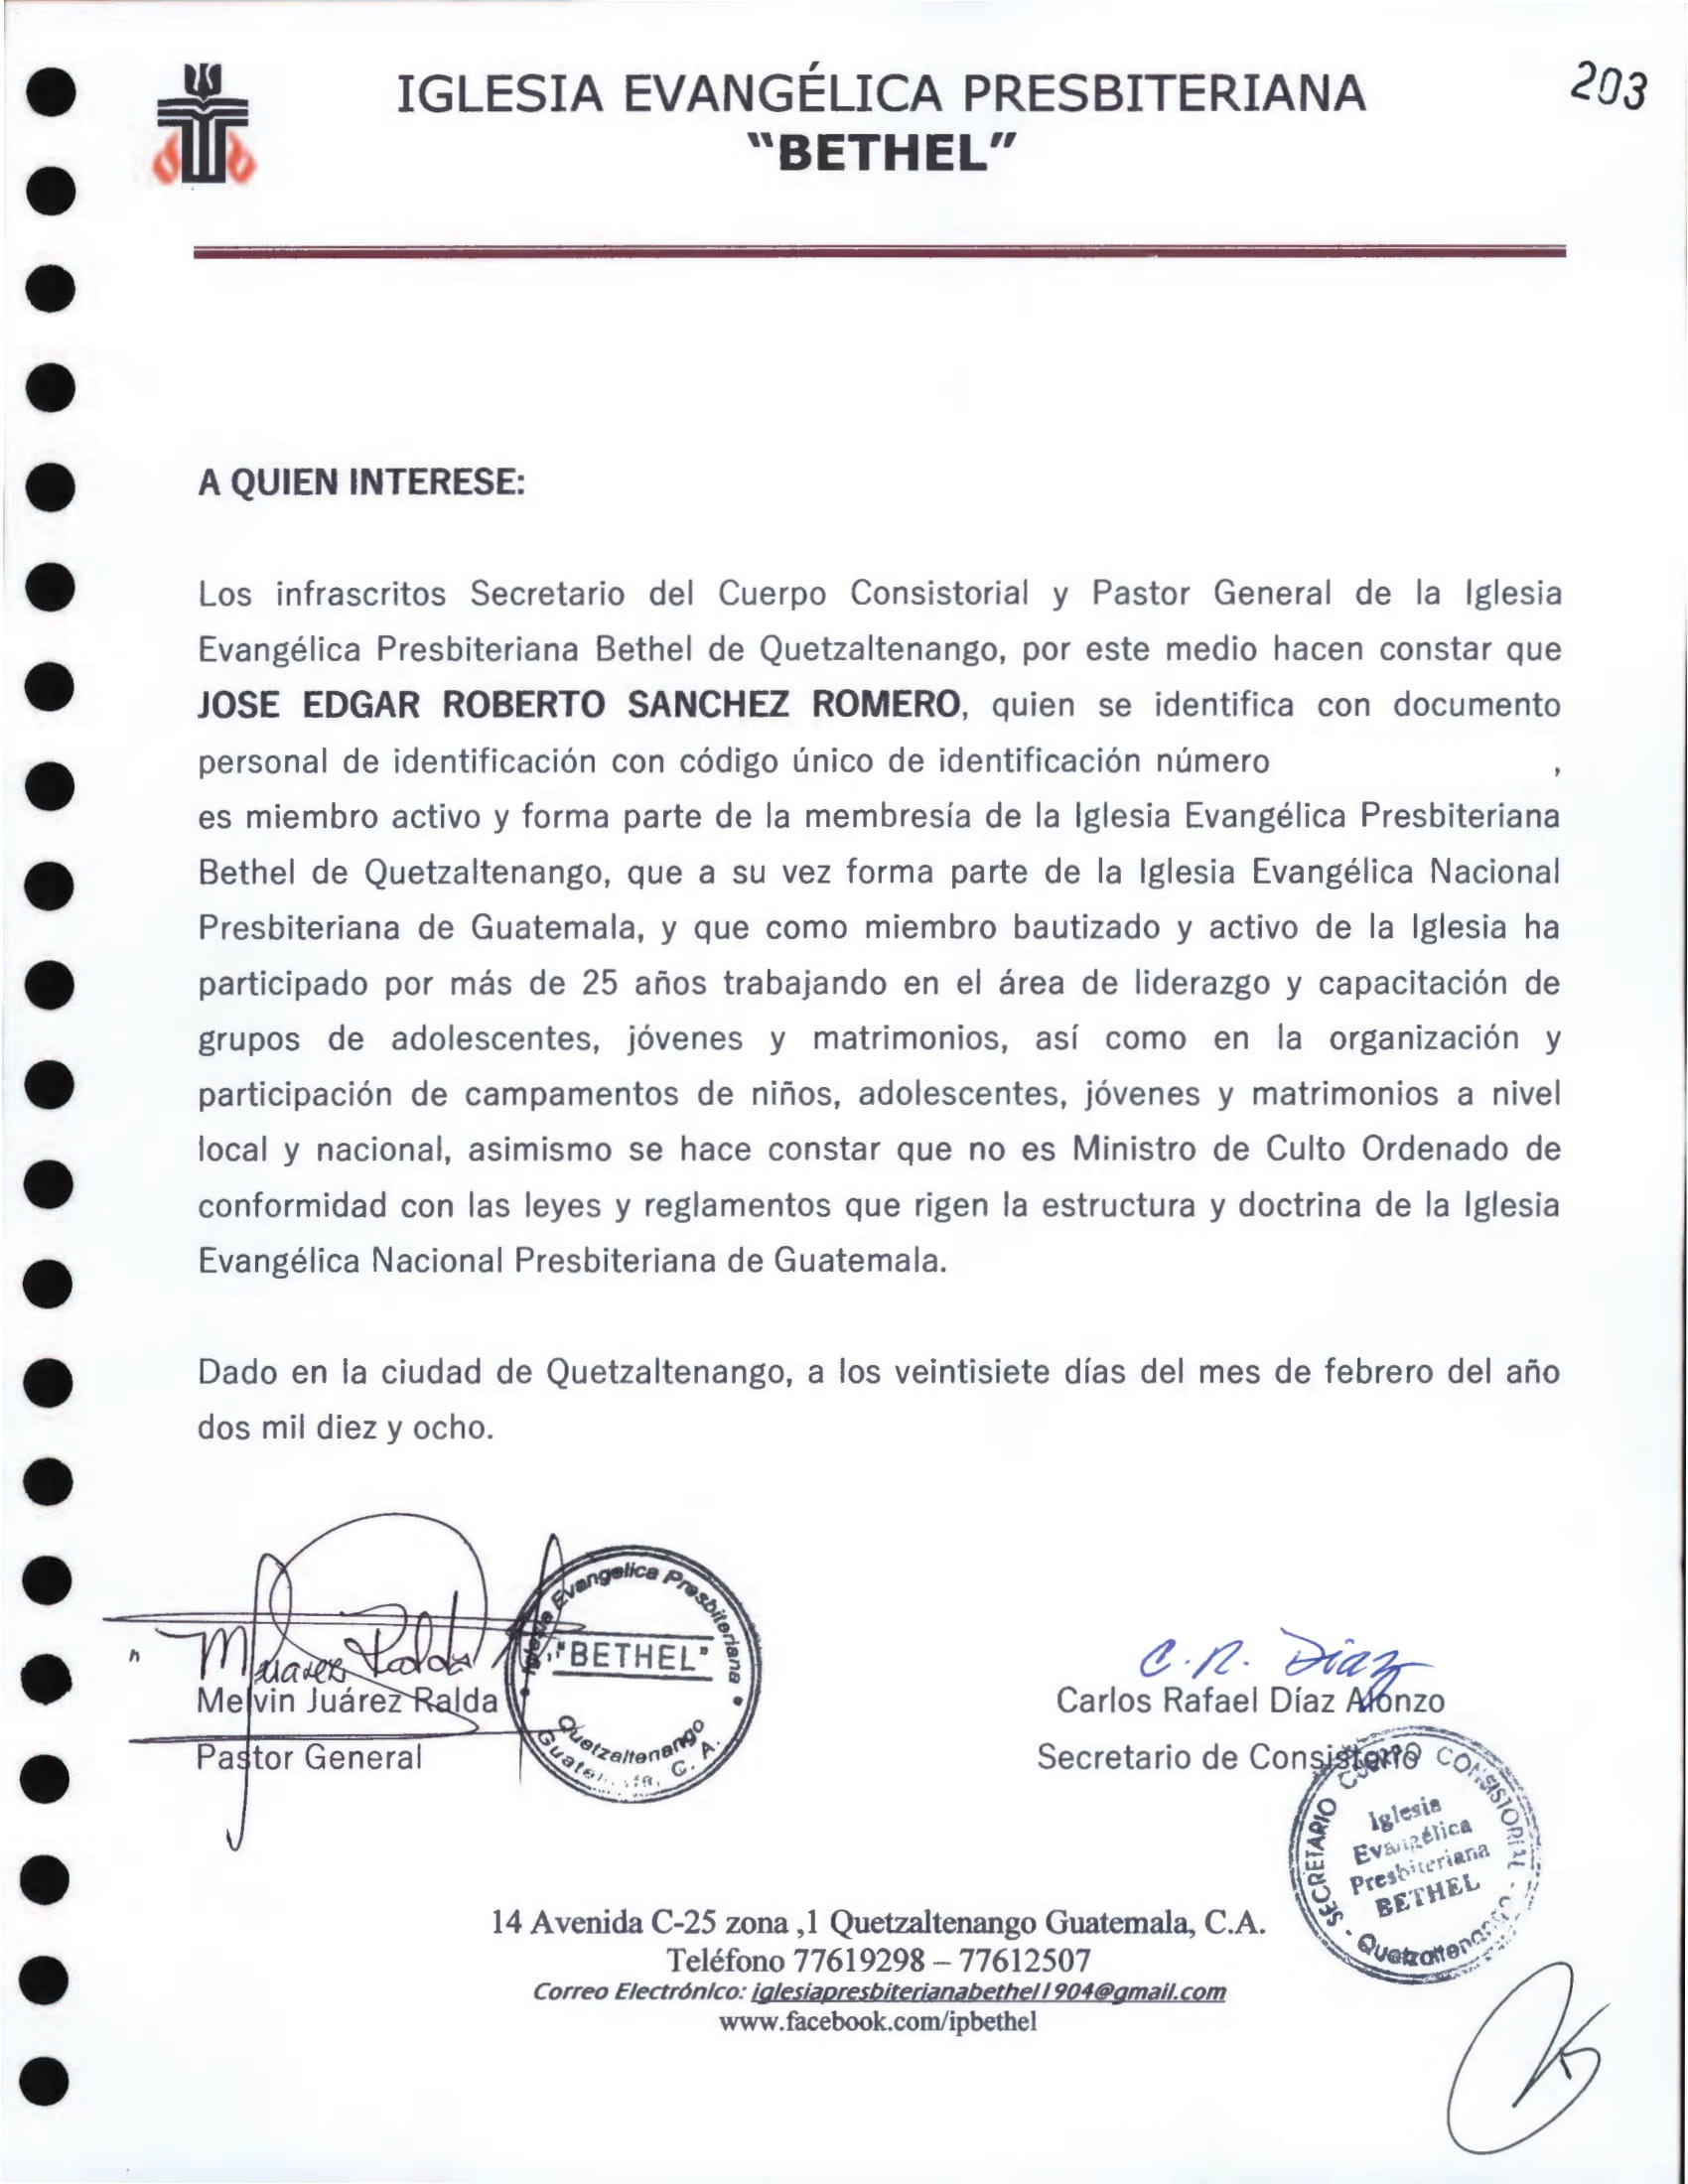 203
IGLESIA EVANGÉLICA PRESBITERIANA
"BETHEL"
A QUIEN INTERESE:
Los infrascritos Secretario del Cuerpo Consistorial y Pastor General de la Iglesia
Evangélica Presbiteriana Bethel de Quetzaltenango, por este medio hacen constar que
JOSE EDGAR ROBERTO SANCHEZ ROMERO, quien se identifica con documento
personal de identificación con código único de identificación número ,
es miembro activo y forma parte de la membresía de la Iglesia Evangélica Presbiteriana
Bethel de Quetzaltenango, que a su vez forma parte de la Iglesia Evangélica Nacional
Presbiteriana de Guatemala, y que como miembro bautizado y activo de la Iglesia ha
participado por más de 25 años trabajando en el área de liderazgo y capacitación de
grupos de adolescentes, jóvenes y matrimonios, así como en la organización y
participación de campamentos de niños, adolescentes, jóvenes y matrimonios a nivel
local y nacional, asimismo se hace constar que no es Ministro de Culto Ordenado de
conformidad con las leyes y reglamentos que rigen la estructura y doctrina de la Iglesia
Evangélica Nacional Presbiteriana de Guatemala.
Dado en la ciudad de Quetzaltenango, a los veintisiete días del mes de febrero del año
dos mil diez y ocho.
Iglesia Evangelica Presbiteriana
"BETHEL"
Quetzaltenango
C. A.
Melvin Juárez Ralda
Pastor General
C. R. Díaz
Carlos Rafael Díaz Alonzo
Secretario de Consistorio
SECRETARIO CUERPO CONSISTORIAL
Iglesia
Evangélica
Presbiteriana
BETHEL
14 Avenida C-25 zona ,1 Quetzaltenango Guatemala, C.A.
Teléfono 77619298 – 77612507
Correo Electrónico: iglesiapresbiterianabethel1904@gmail.com
www.facebook.com/ipbethel